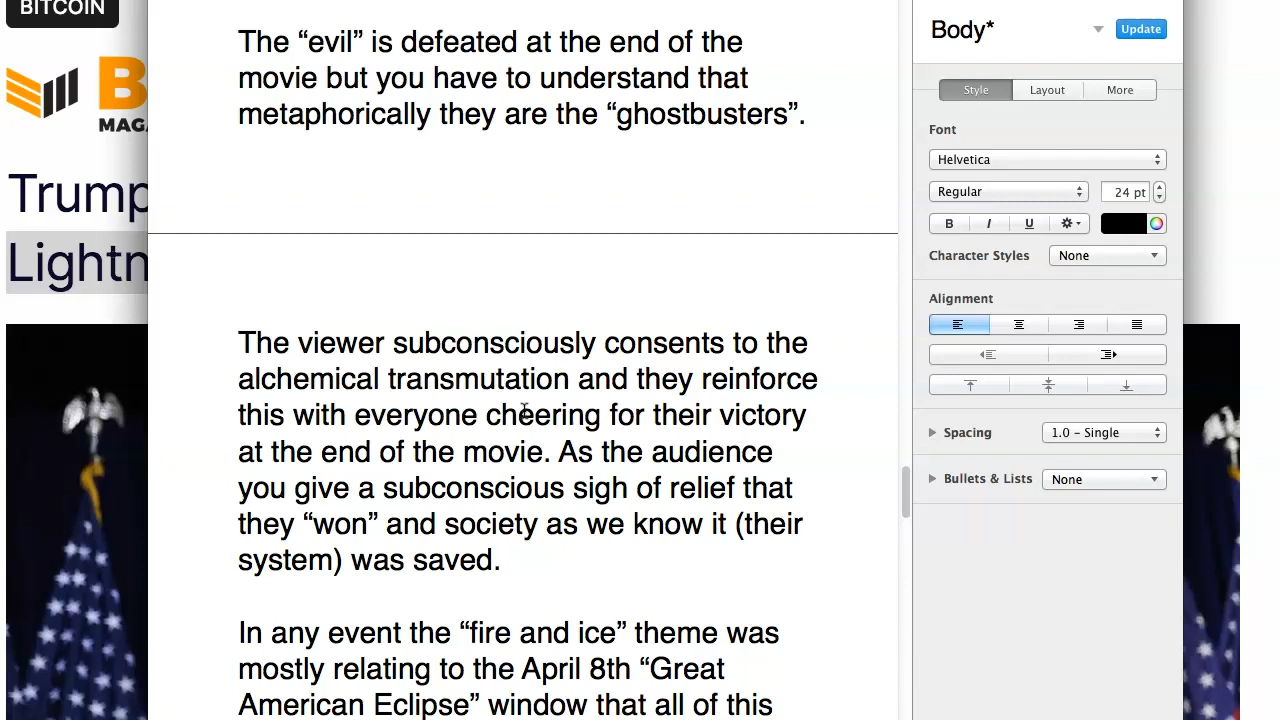 BITCOIN
B
MAGA
Trump
Lightn
The “evil” is defeated at the end of the
movie but you have to understand that
metaphorically they are the “ghostbusters”.
The viewer subconsciously consents to the
alchemical transmutation and they reinforce
this with everyone cheering for their victory
at the end of the movie. As the audience
you give a subconscious sigh of relief that
they “won” and society as we know it (their
system) was saved.
In any event the “fire and ice” theme was
mostly relating to the April 8th “Great
American Eclipse” window that all of this
Body*
Update
Style Layout More
Font
Helvetica
Regular 24 pt
B I U
Character Styles None
Alignment
Spacing 1.0 – Single
Bullets & Lists None